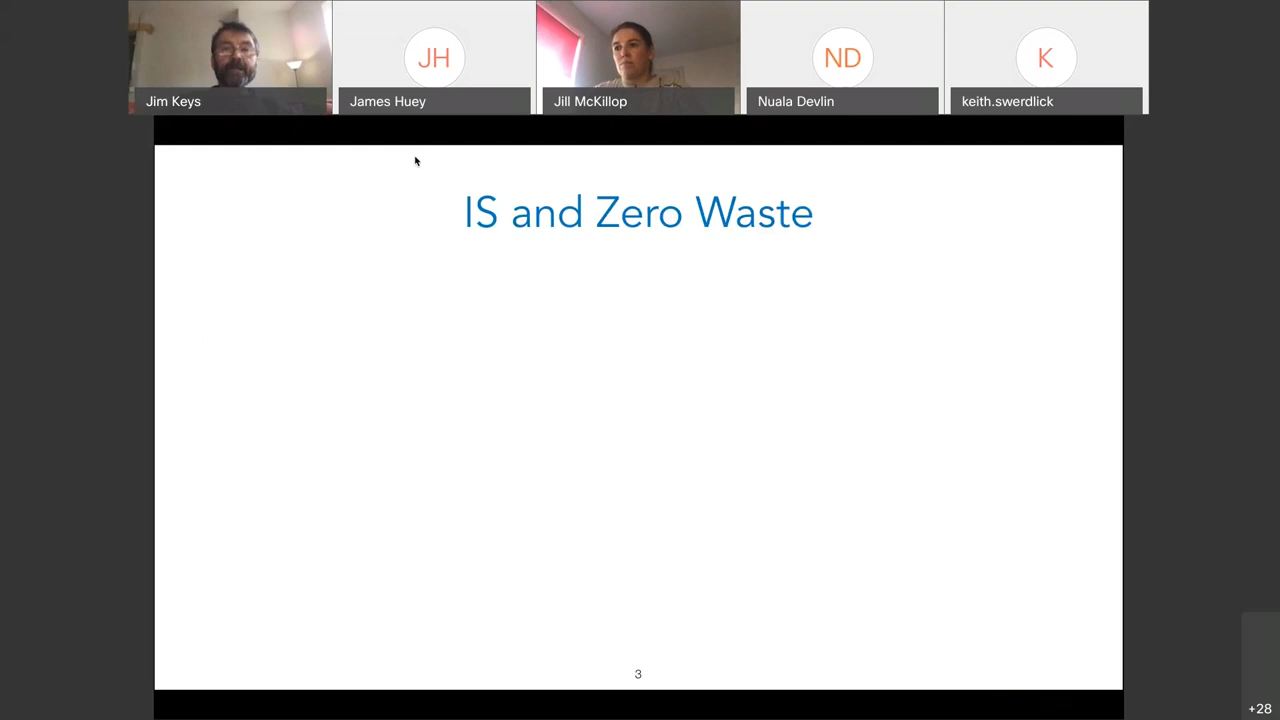 JH
ND
K
Jim Keys
James Huey
Jill McKillop
Nuala Devlin
keith.swerdlick
IS and Zero Waste
3
+28